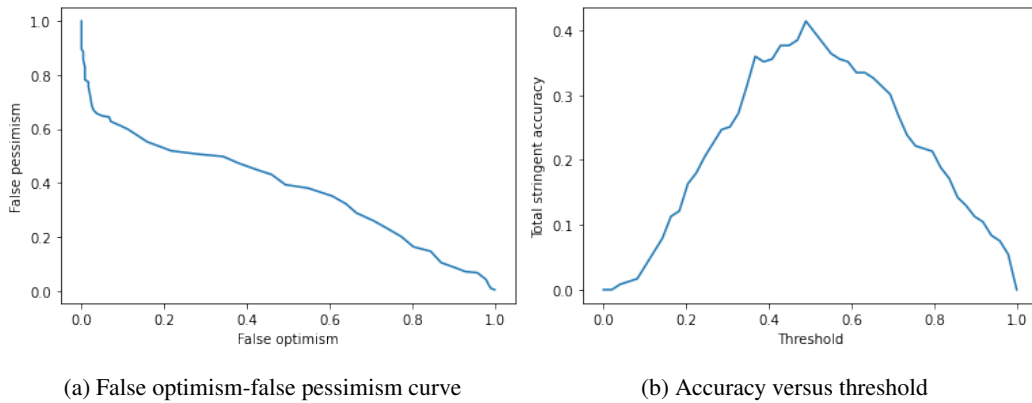 1.0
0.8
0.6
0.4
0.2
0.0
False pessimism
0.0 0.2 0.4 0.6 0.8 1.0
False optimism
(a) False optimism-false pessimism curve
0.4
0.3
0.2
0.1
0.0
Total stringent accuracy
0.0 0.2 0.4 0.6 0.8 1.0
Threshold
(b) Accuracy versus threshold